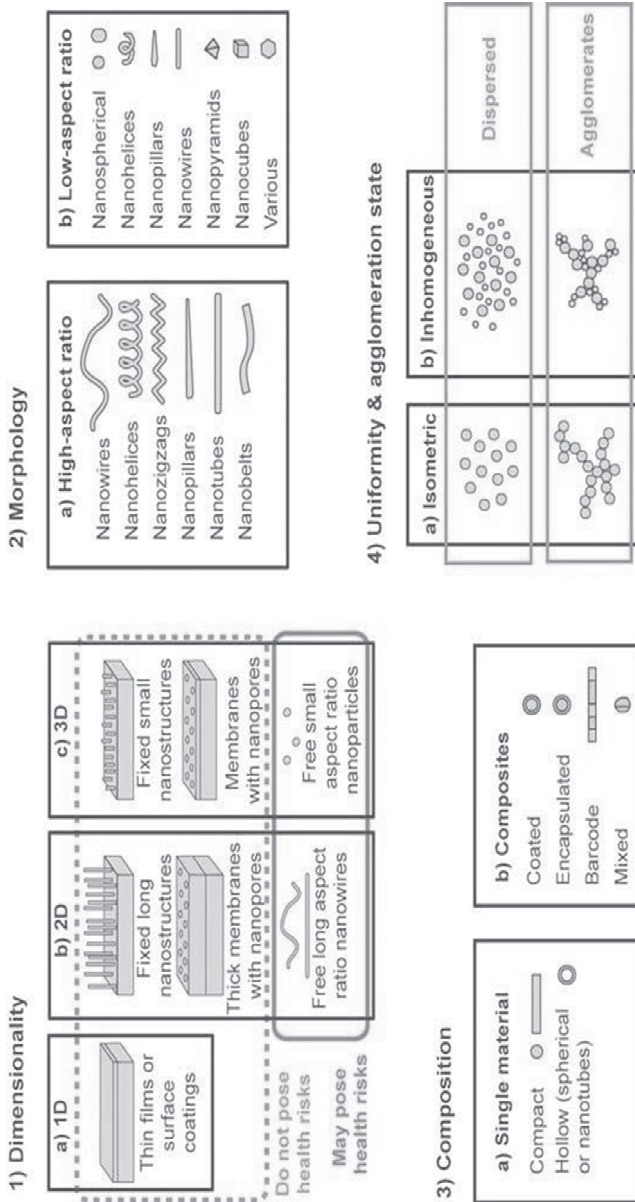 1) Dimensionality
a) 1D
Thin films or
surface
coatings
b) 2D
Fixed long
nanostructures
Thick membranes
with nanopores
Free long aspect
ratio nanowires
c) 3D
Fixed small
nanostructures
Membranes
with nanopores
Free small
aspect ratio
nanoparticles
Do not pose
health risks
May pose
health risks
2) Morphology
a) High-aspect ratio
Nanowires
Nanohelices
Nanozigzags
Nanopillars
Nanotubes
Nanobelts
b) Low-aspect ratio
Nanospherical
Nanohelices
Nanopillars
Nanowires
Nanopyramids
Nanocubes
Various
3) Composition
a) Single material
Compact
Hollow (spherical
or nanotubes)
b) Composites
Coated
Encapsulated
Barcode
Mixed
4) Uniformity & agglomeration state
a) Isometric
b) Inhomogeneous
Dispersed
Agglomerates